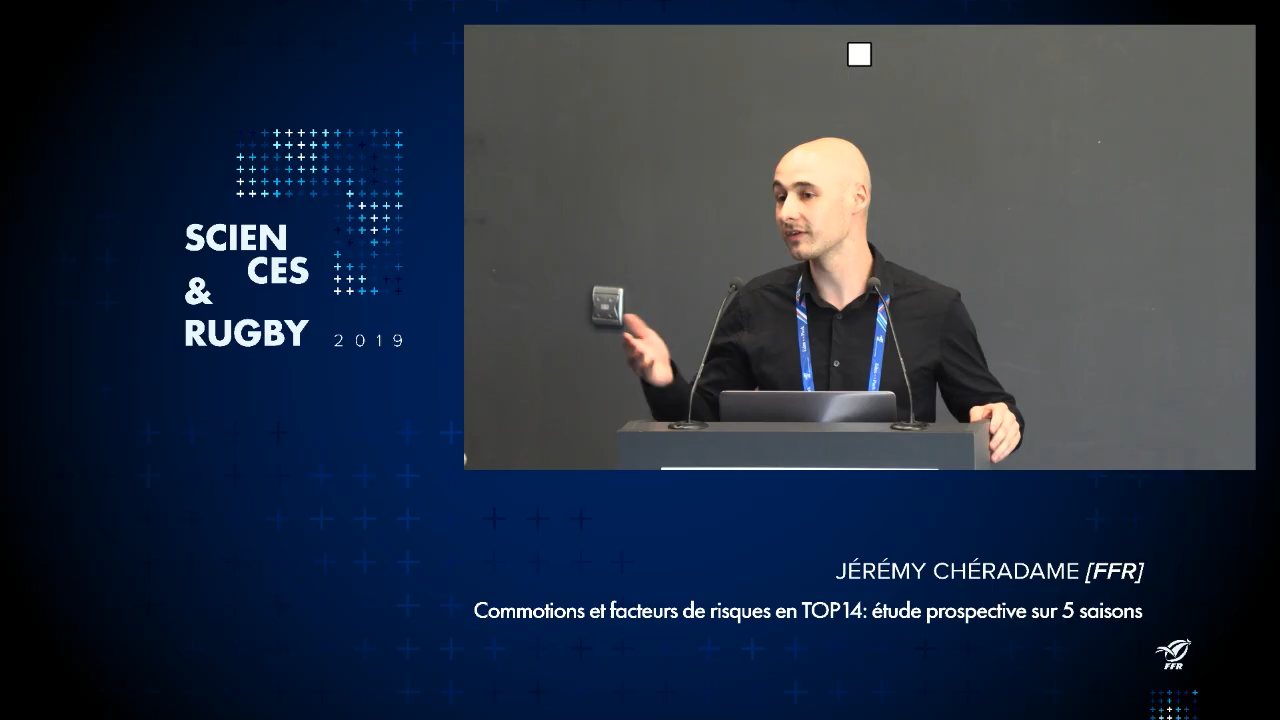 SCIEN
CES
&
RUGBY 2019
JÉRÉMY CHÉRADAME [FFR]
Commotions et facteurs de risques en TOP14: étude prospective sur 5 saisons
FFR